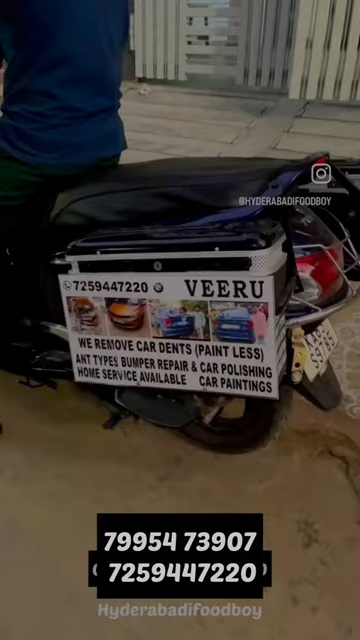 @HYDERABADIFOODBOY
7259447220 VEERU
WE REMOVE CAR DENTS (PAINT LESS)
ANT TYPES BUMPER REPAIR & CAR POLISHING
HOME SERVICE AVAILABLE CAR PAINTINGS
79954 73907
7259447220
Hyderabadifoodboy